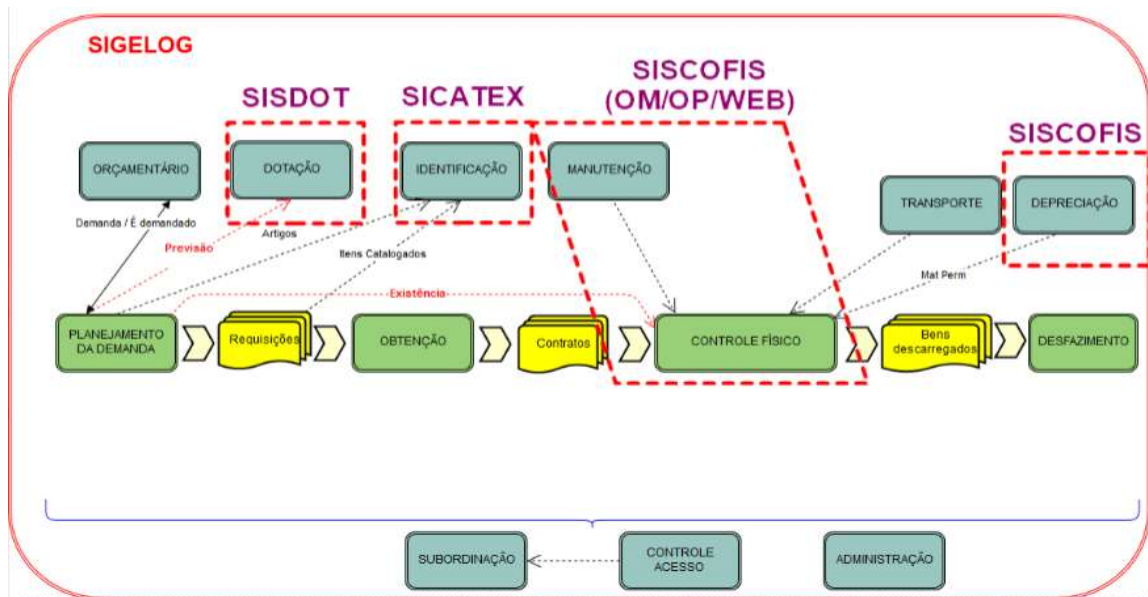 SIGELOG
SISDOT
SICATEX
SISCOFIS
(OM/OP/WEB)
SISCOFIS
ORÇAMENTÁRIO
DOTAÇÃO
IDENTIFICAÇÃO
MANUTENÇÃO
TRANSPORTE
DEPRECIAÇÃO
Demanda / É demandado
Previsão
Artigos
Itens Catalogados
Mat Perm
Existência
PLANEJAMENTO
DA DEMANDA
Requisições
OBTENÇÃO
Contratos
CONTROLE FÍSICO
Bens
descarregados
DESFAZIMENTO
SUBORDINAÇÃO
CONTROLE
ACESSO
ADMINISTRAÇÃO